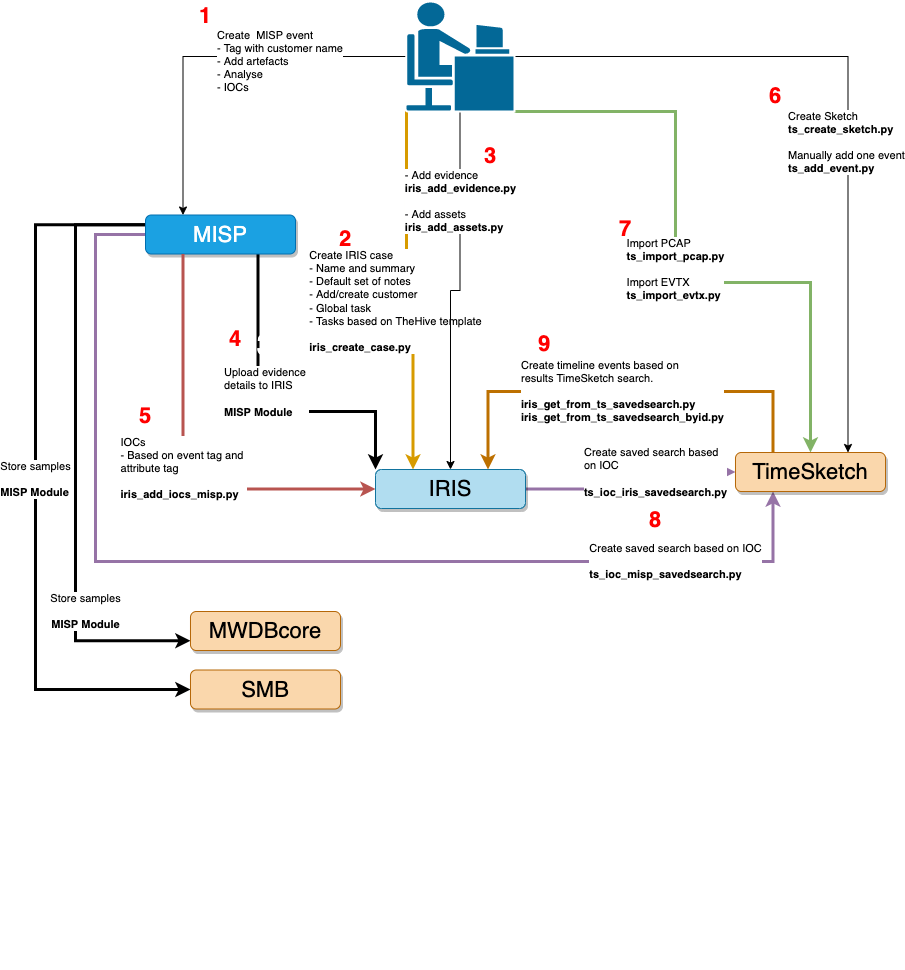 1
Create  MISP event
- Tag with customer name
- Add artefacts
- Analyse
- IOCs
6
Create Sketch
ts_create_sketch.py
Manually add one event
ts_add_event.py
3
- Add evidence
iris_add_evidence.py
- Add assets
iris_add_assets.py
MISP
2
Create IRIS case
- Name and summary
- Default set of notes
- Add/create customer
- Global task
- Tasks based on TheHive template
iris_create_case.py
7
Import PCAP
ts_import_pcap.py
Import EVTX
ts_import_evtx.py
4
Upload evidence
details to IRIS
MISP Module
9
Create timeline events based on
results TimeSketch search.
iris_get_from_ts_savedsearch.py
iris_get_from_ts_savedsearch_byid.py
5
IOCs
- Based on event tag and
attribute tag
iris_add_iocs_misp.py
Store samples
MISP Module
IRIS
Create saved search based
on IOC
ts_ioc_iris_savedsearch.py
TimeSketch
8
Create saved search based on IOC
ts_ioc_misp_savedsearch.py
Store samples
MISP Module
MWDBcore
SMB